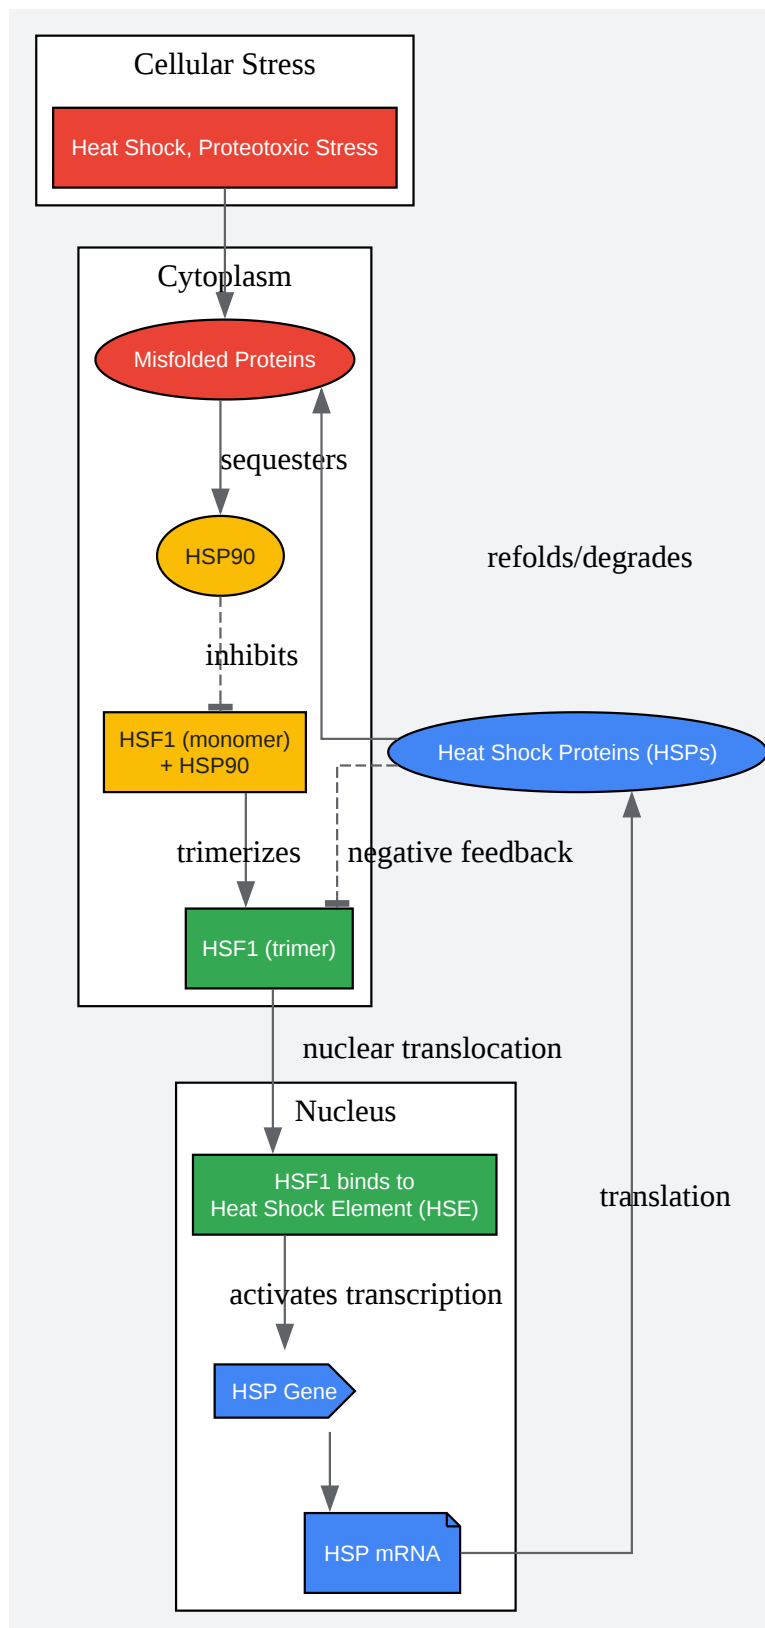 Cellular Stress
Heat Shock, Proteotoxic Stress
Cytoplasm
Misfolded Proteins
sequesters
HSP90
refolds/degrades
inhibits
HSF1 (monomer)
+ HSP90
Heat Shock Proteins (HSPs)
trimerizes
negative feedback
HSF1 (trimer)
nuclear translocation
Nucleus
HSF1 binds to
Heat Shock Element (HSE)
translation
activates transcription
HSP Gene
HSP mRNA